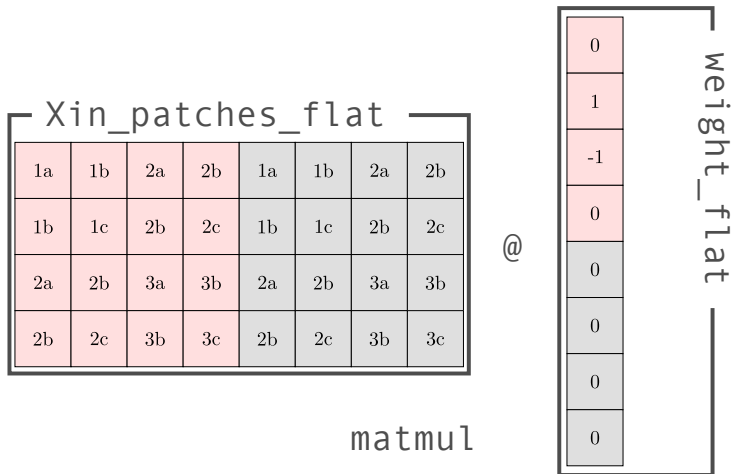 Xin_patches_flat
1a 1b 2a 2b 1a 1b 2a 2b
1b 1c 2b 2c 1b 1c 2b 2c
2a 2b 3a 3b 2a 2b 3a 3b
2b 2c 3b 3c 2b 2c 3b 3c
@
weight_flat
0
1
-1
0
0
0
0
0
matmul